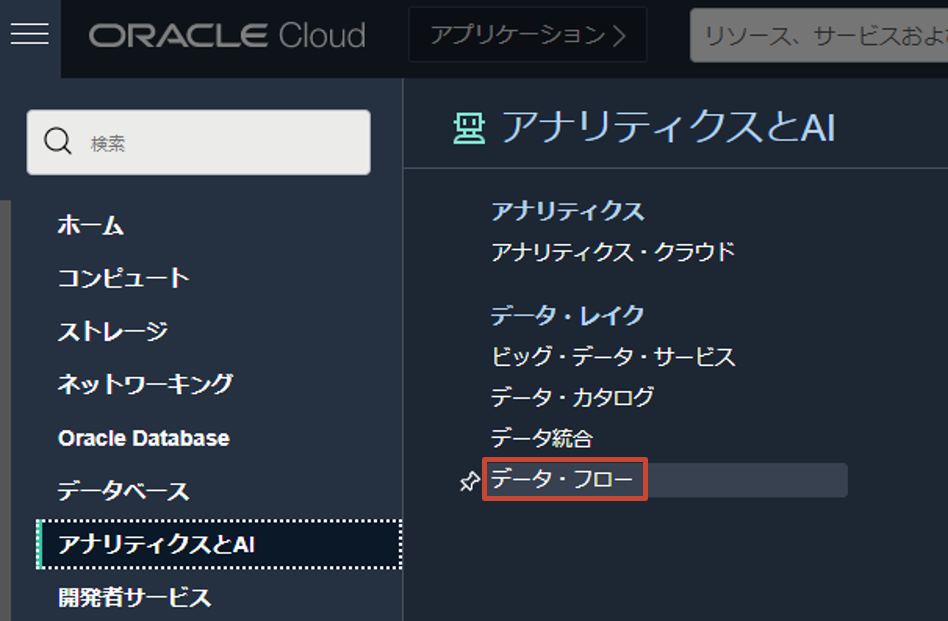 ORACLE Cloud
アプリケーション
リソース、サービスおよ
検索
ホーム
コンピュート
ストレージ
ネットワーキング
Oracle Database
データベース
アナリティクスとAI
開発者サービス
アナリティクスとAI
アナリティクス
アナリティクス・クラウド
データ・レイク
ビッグ・データ・サービス
データ・カタログ
データ統合
データ・フロー